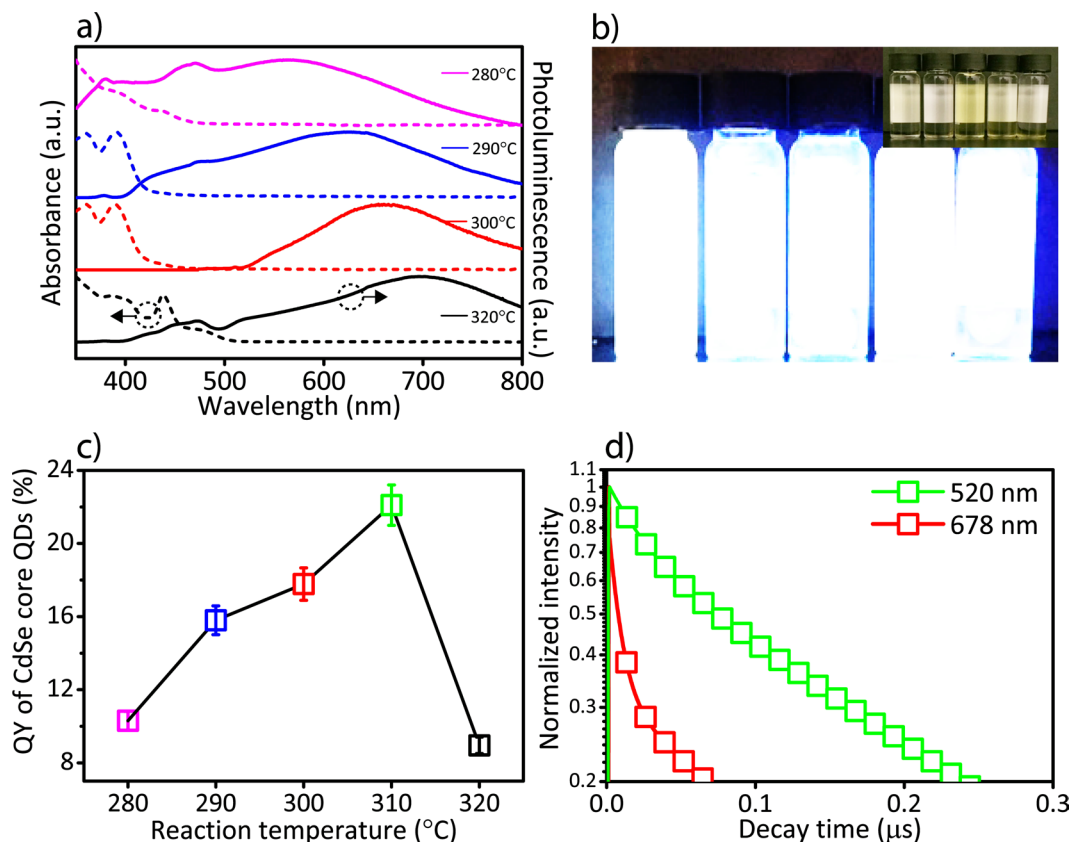 a)
Absorbance (a.u.)
Photoluminescence (a.u.)
280°C
290°C
300°C
320°C
400 500 600 700 800
Wavelength (nm)
b)
c)
QY of CdSe core QDs (%)
24
20
16
12
8
280 290 300 310 320
Reaction temperature (°C)
d)
Normalized intensity
1.1
1
0.9
0.8
0.7
0.6
0.5
0.4
0.3
0.2
520 nm
678 nm
0.0 0.1 0.2 0.3
Decay time (μs)